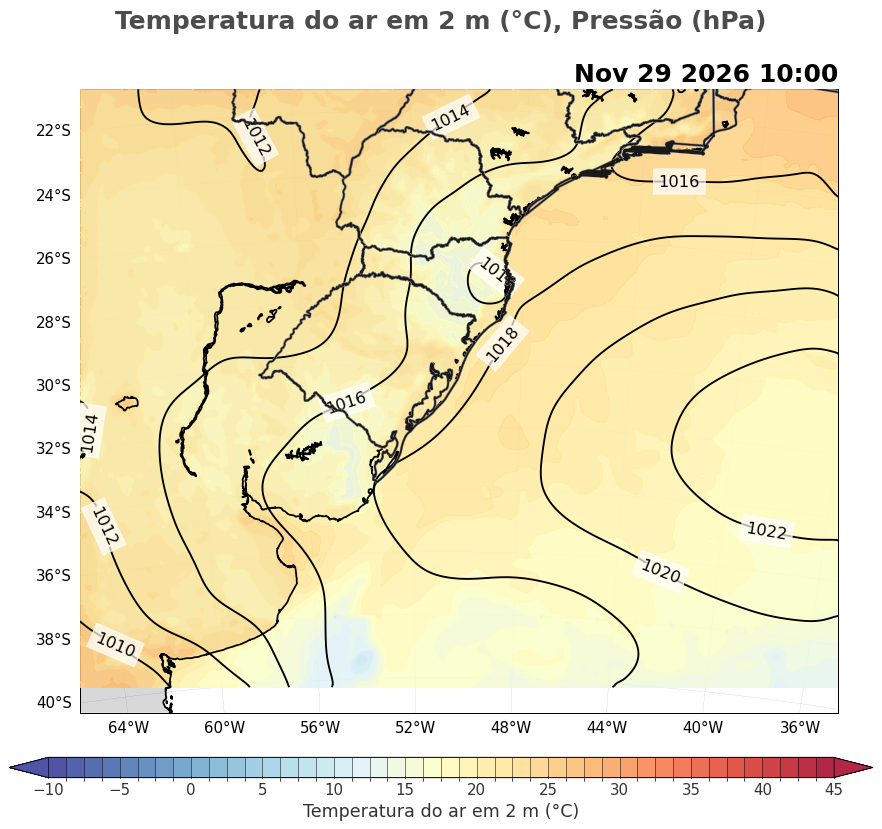 Temperatura do ar em 2 m (°C), Pressão (hPa)
Nov 29 2026 10:00
22°S
24°S
26°S
28°S
30°S
32°S
34°S
36°S
38°S
40°S
1012
1014
1016
1018
1016
1014
1012
1010
1020
1022
64°W 60°W 56°W 52°W 48°W 44°W 40°W 36°W
−10 −5 0 5 10 15 20 25 30 35 40 45
Temperatura do ar em 2 m (°C)